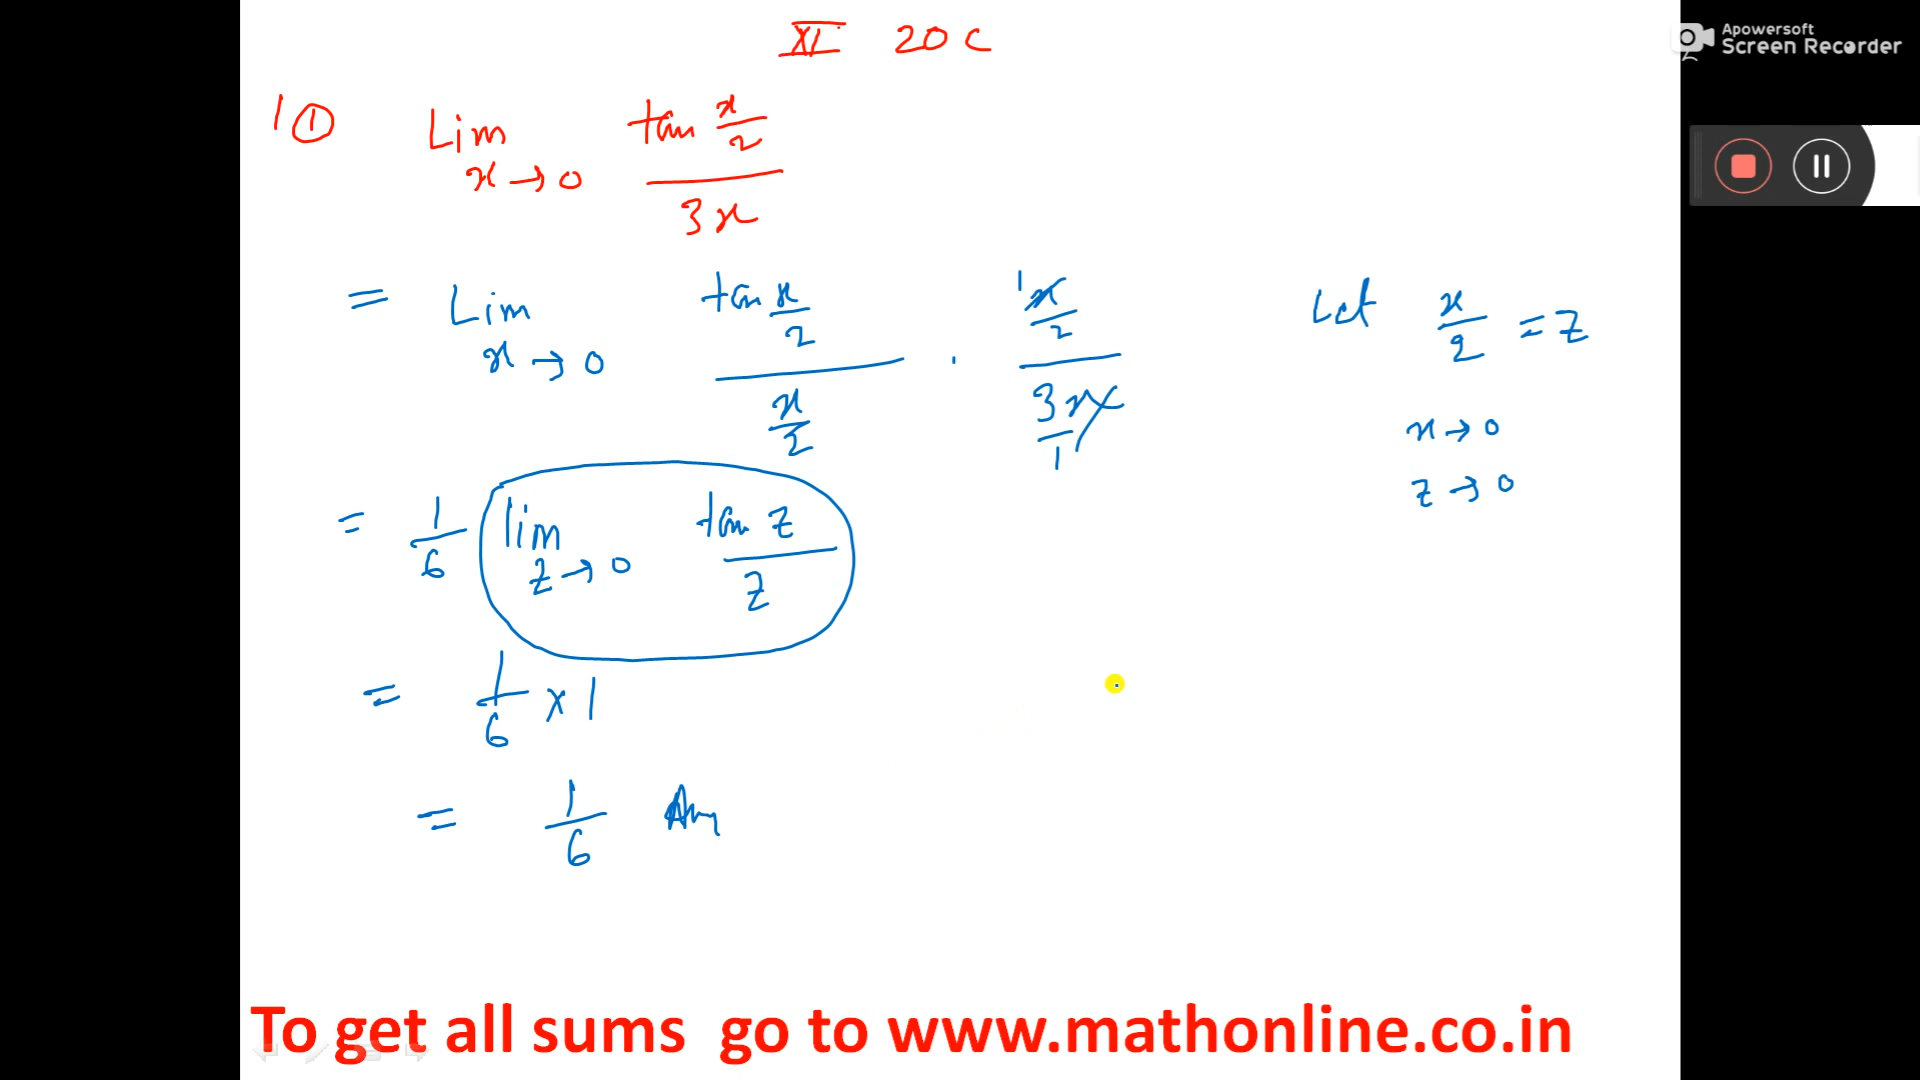 XI 20 C
1 ① Lim x→0 tan x/2 / 3x
= Lim x→0 tan x/2 / x/2 · 1 x/2 / 3x/1
Let x/2 = z
x→0
z→0
= 1/6 lim z→0 tan z / z
= 1/6 × 1
= 1/6 Ans
To get all sums go to www.mathonline.co.in
Apowersoft
Screen Recorder